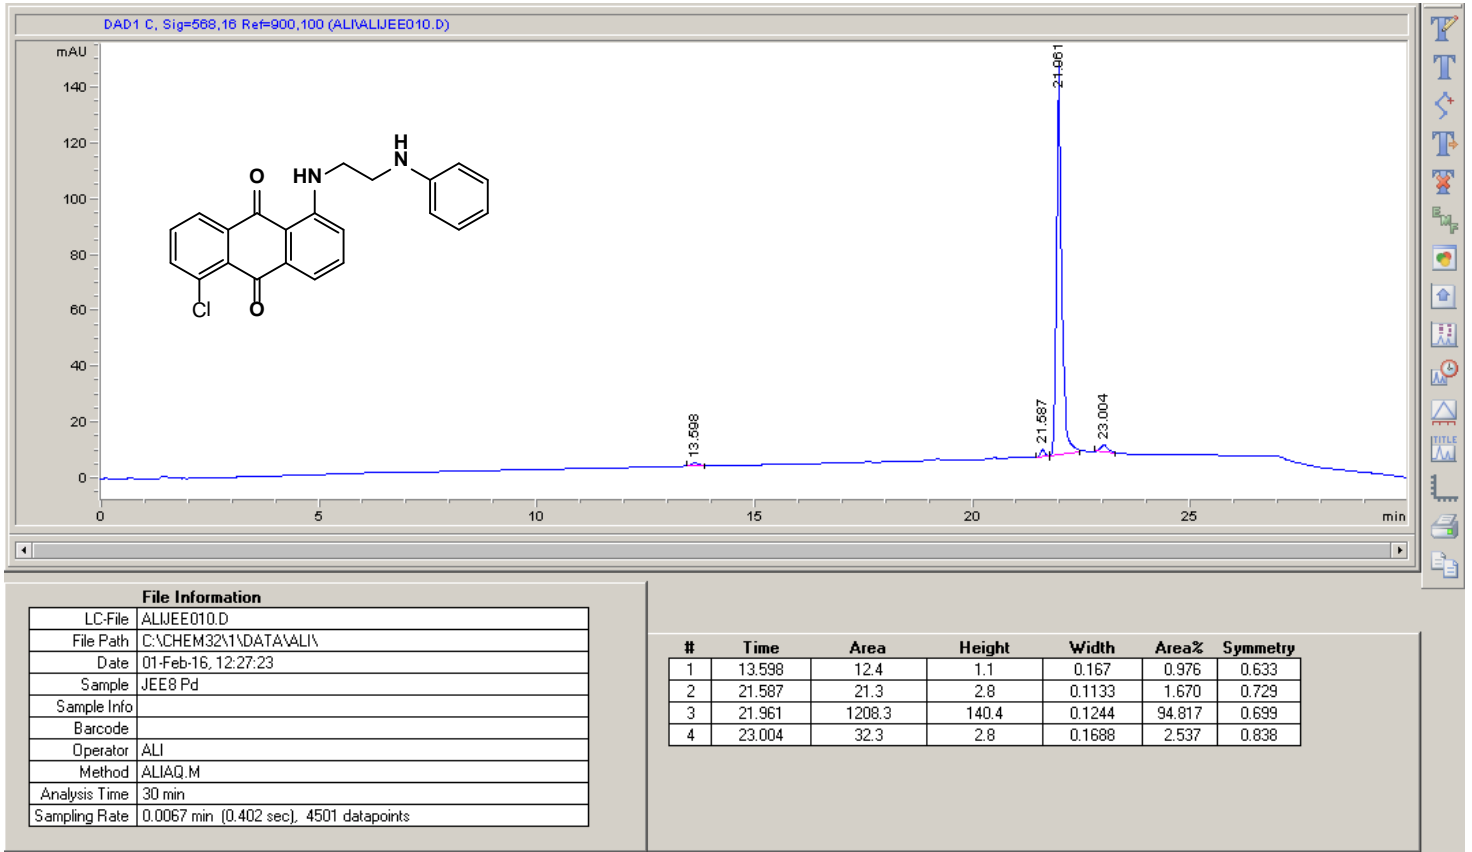 DAD1 C, Sig=568,16 Ref=900,100 (ALI\ALIJEE010.D)
mAU
140
120
100
80
60
40
20
0
0 5 10 15 20 25 min
13.598
21.587
21.961
23.004
O
HN
H
N
Cl
O
TITLE
File Information
LC-File ALIJEE010.D
File Path C:\CHEM32\1\DATA\ALI\
Date 01-Feb-16, 12:27:23
Sample JEE8 Pd
Sample Info
Barcode
Operator ALI
Method ALIAQ.M
Analysis Time 30 min
Sampling Rate 0.0067 min (0.402 sec), 4501 datapoints
# Time Area Height Width Area% Symmetry
1 13.598 12.4 1.1 0.167 0.976 0.633
2 21.587 21.3 2.8 0.1133 1.670 0.729
3 21.961 1208.3 140.4 0.1244 94.817 0.699
4 23.004 32.3 2.8 0.1688 2.537 0.838